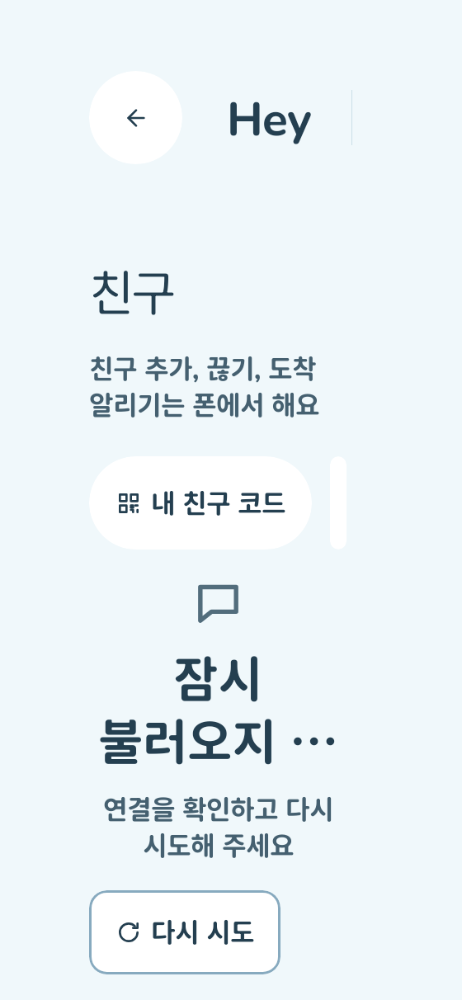 Hey
친구
친구 추가, 끊기, 도착
알리기는 폰에서 해요
내 친구 코드
잠시
불러오지 …
연결을 확인하고 다시
시도해 주세요
다시 시도